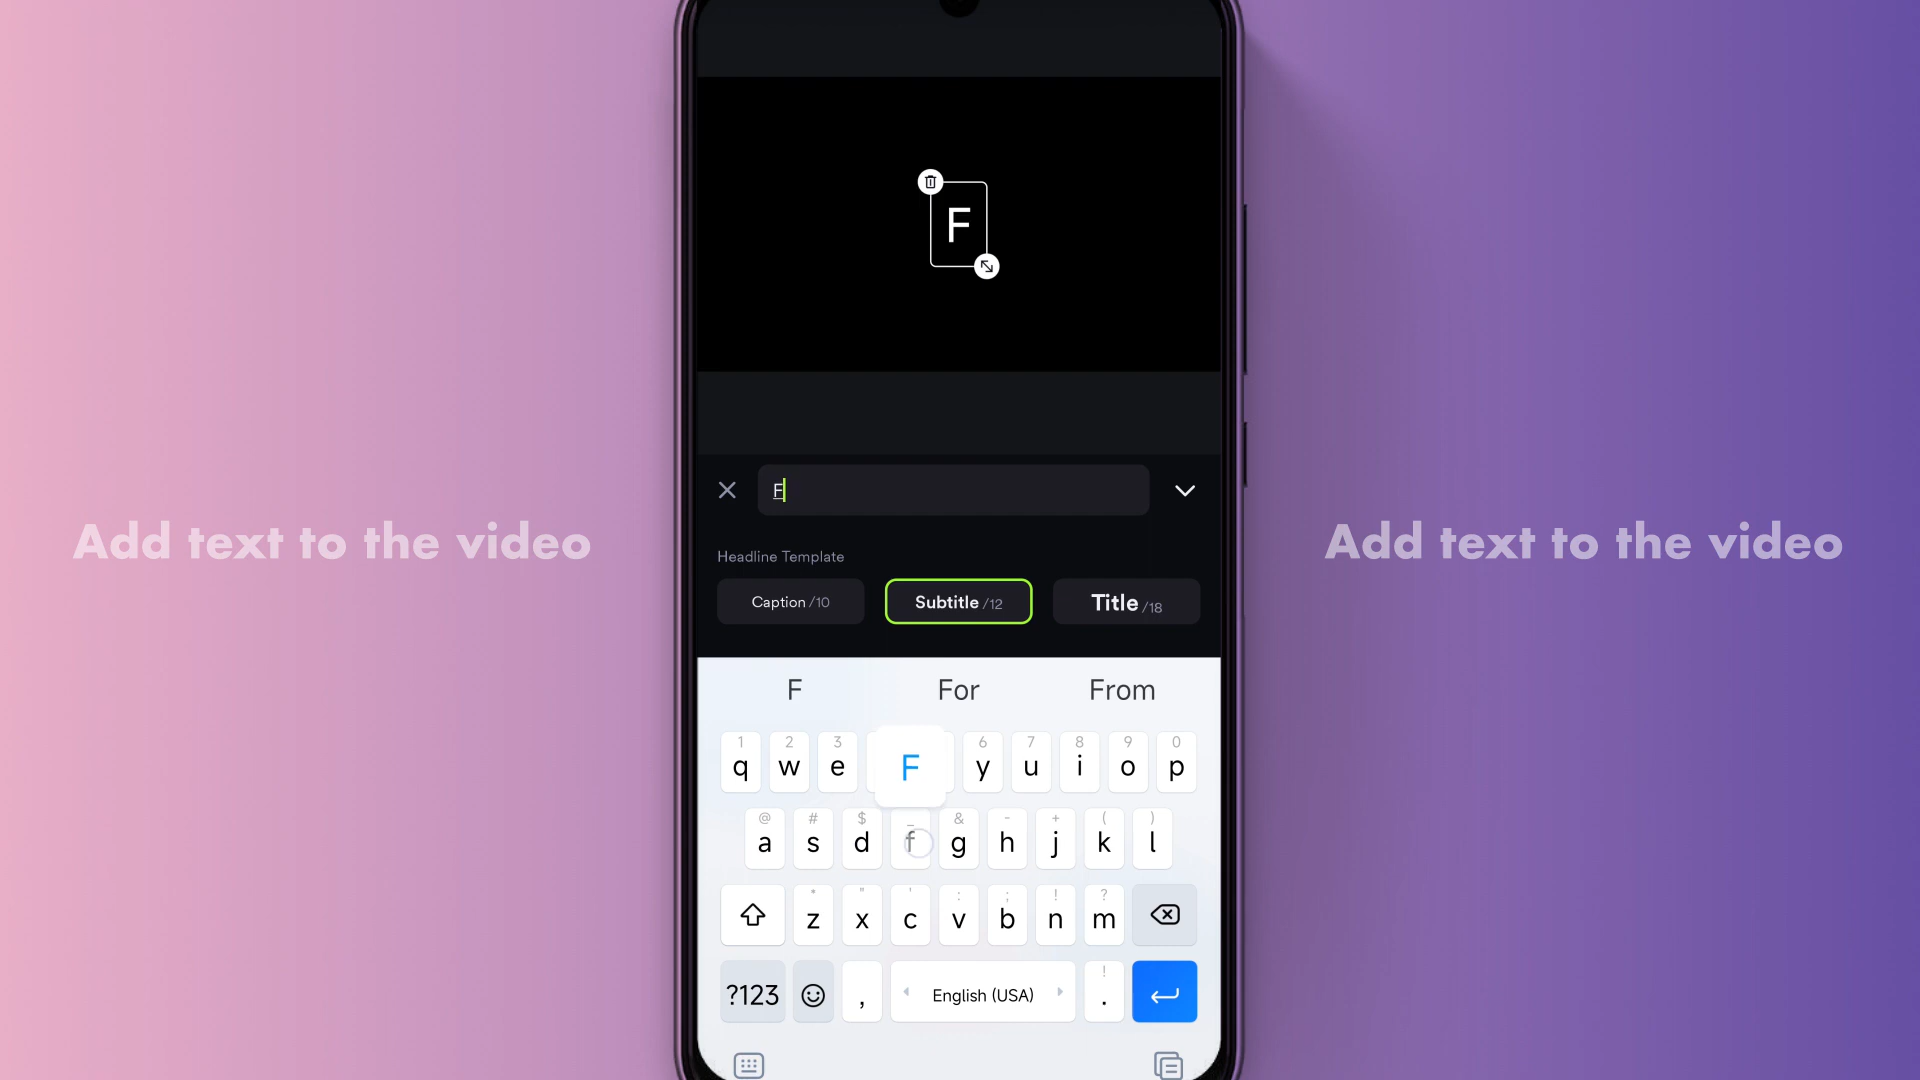 F
F
Add text to the video
Add text to the video
Headline Template
Caption /10
Subtitle /12
Title /18
F For From
1 2 3 6 7 8 9 0
q w e F y u i o p
@ # $ _ & - + ( )
a s d f g h j k l
* " ' : ; ! ?
z x c v b n m
!
?123 , English (USA) .